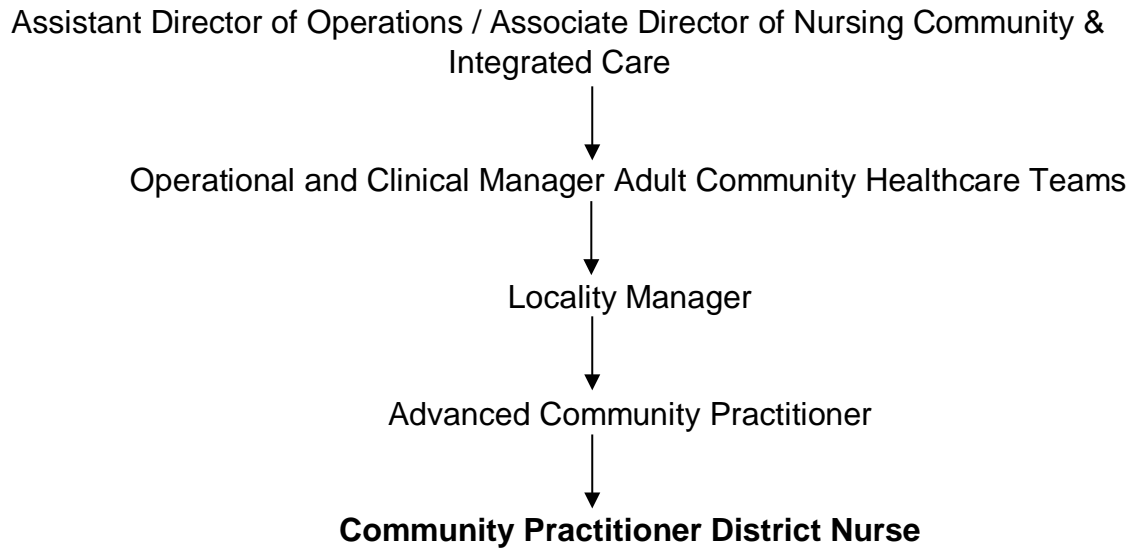 Assistant Director of Operations / Associate Director of Nursing Community &
Integrated Care
Operational and Clinical Manager Adult Community Healthcare Teams
Locality Manager
Advanced Community Practitioner
Community Practitioner District Nurse